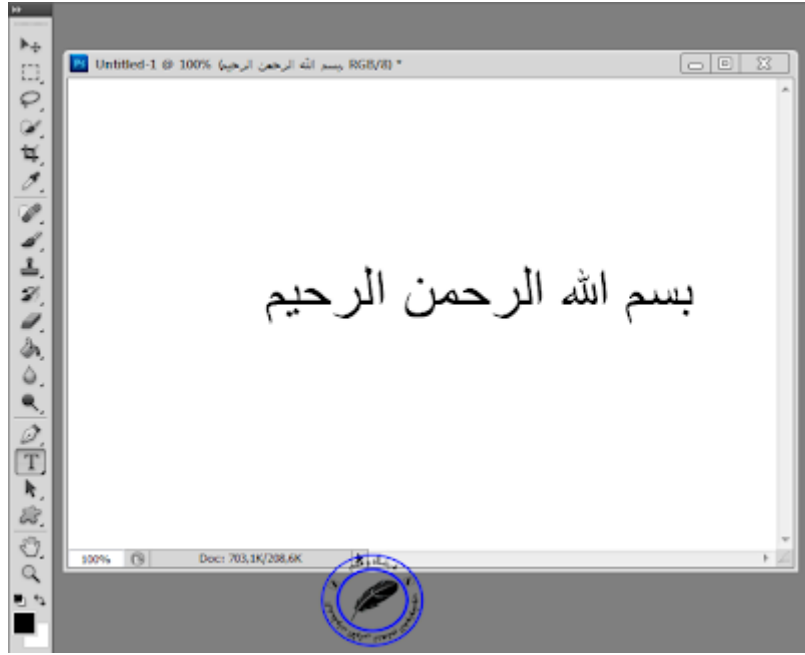 Untitled-1 @ 100% (بسم الله الرحمن الرحيم, RGB/8) *
بسم الله الرحمن الرحيم
T
100% Doc: 703,1K/208,6K